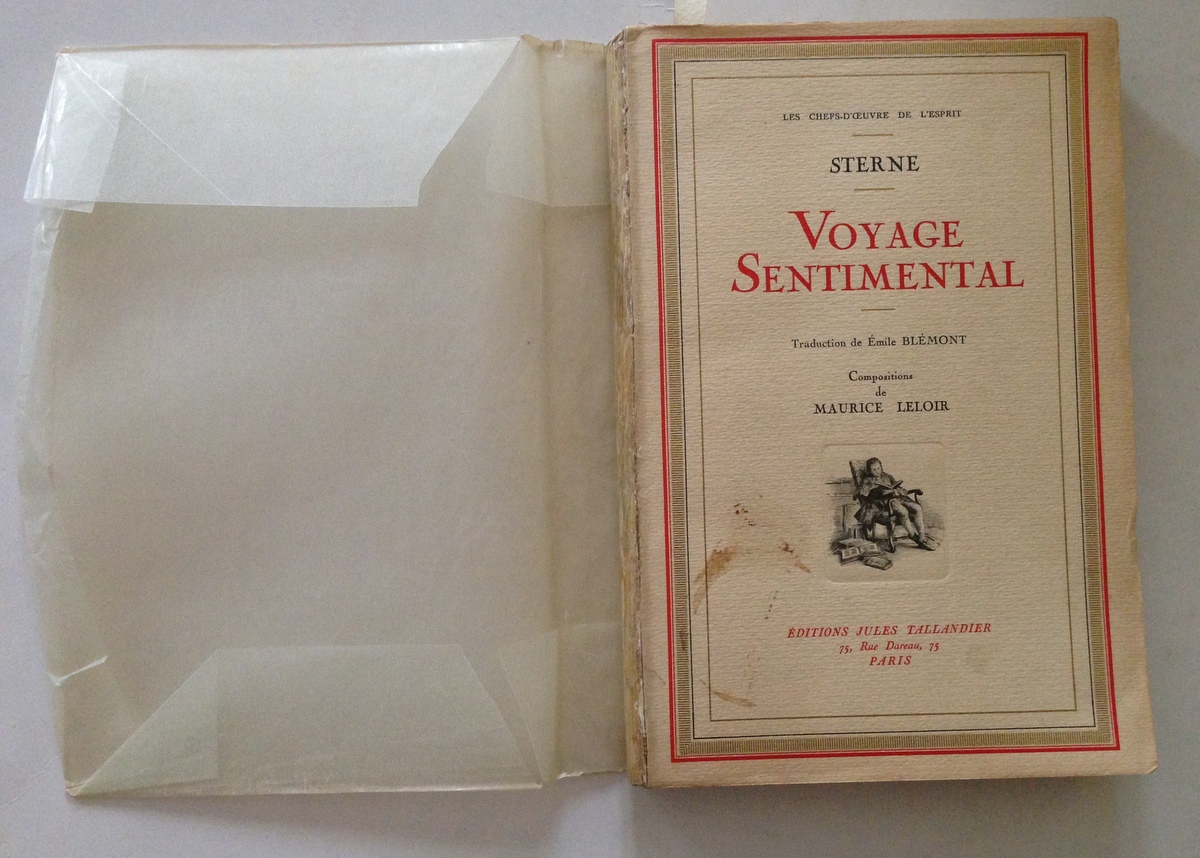 LES CHEFS-D'ŒUVRE DE L'ESPRIT
STERNE
VOYAGE
SENTIMENTAL
Traduction de Émile BLÉMONT
Compositions
de
MAURICE LELOIR
ÉDITIONS JULES TALLANDIER
75, Rue Dareau, 75
PARIS